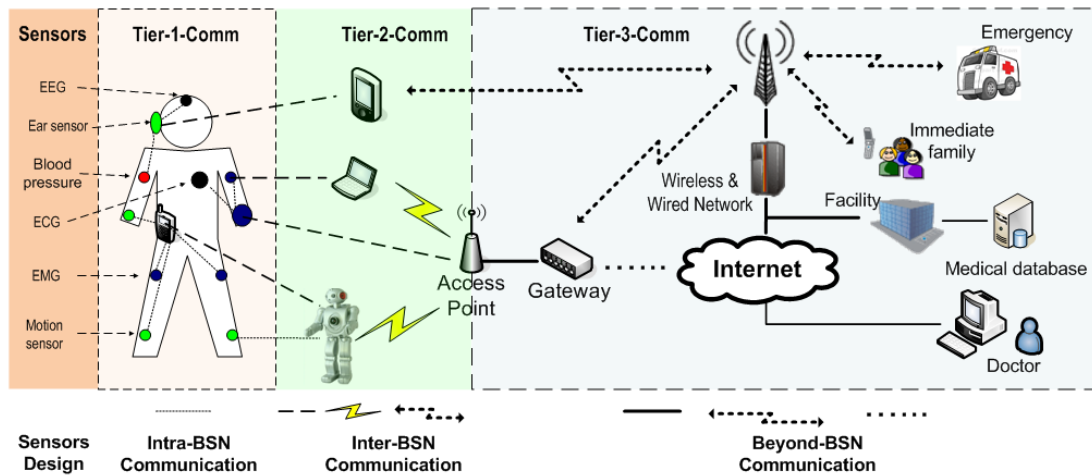 Sensors
Tier-1-Comm
Tier-2-Comm
Tier-3-Comm
Emergency
EEG
Ear sensor
Blood
pressure
ECG
EMG
Motion
sensor
Immediate
family
Wireless &
Wired Network
Facility
Medical database
Internet
Access
Point
Gateway
Doctor
Sensors
Design
Intra-BSN
Communication
Inter-BSN
Communication
Beyond-BSN
Communication